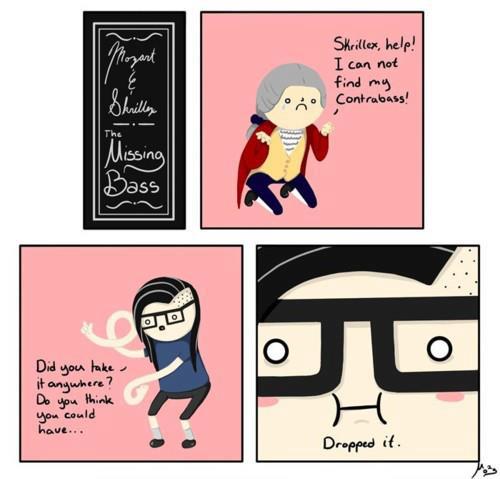 Mozart
&
Skrillex
The
Missing
Bass
Skrillex, help!
I can not
find my
Contrabass!
Did you take
it anywhere?
Do you think
you could
have...
Dropped it.